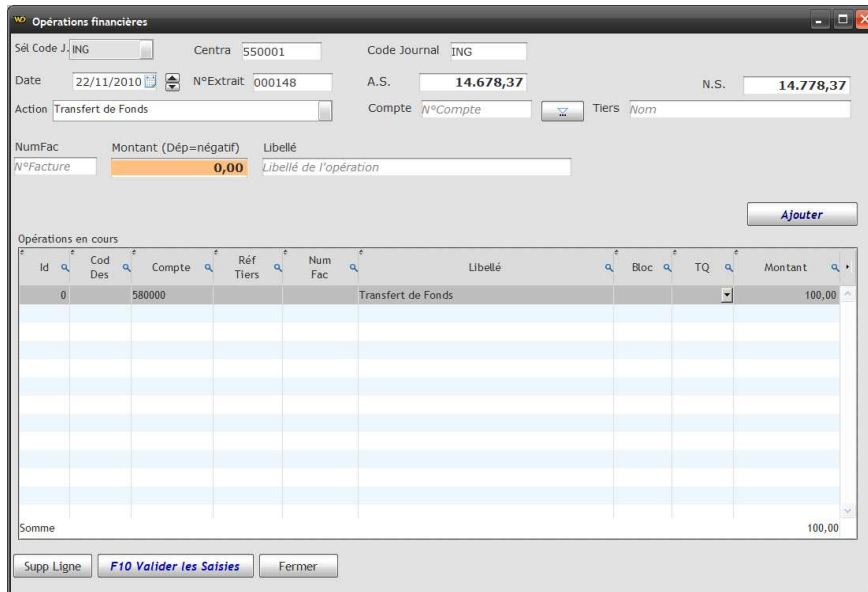 WD Opérations financières
Sél Code J. ING Centra 550001 Code Journal ING
Date 22/11/2010 N°Extrait 000148 A.S. 14.678,37 N.S. 14.778,37
Action Transfert de Fonds Compte N°Compte Tiers Nom
NumFac Montant (Dép=négatif) Libellé
N°Facture 0,00 Libellé de l'opération
Ajouter
Opérations en cours
Id Cod Des Compte Réf Tiers Num Fac Libellé Bloc TQ Montant
0 580000 Transfert de Fonds 100,00
Somme 100,00
Supp Ligne F10 Valider les Saisies Fermer